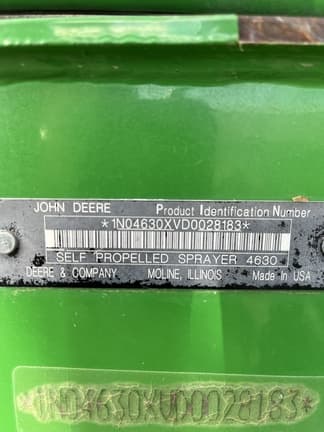 JOHN DEERE Product Identification Number
*1N04630XVD0028183*
SELF PROPELLED SPRAYER 4630
DEERE & COMPANY MOLINE, ILLINOIS Made In USA
*1N04630XVD0028183*